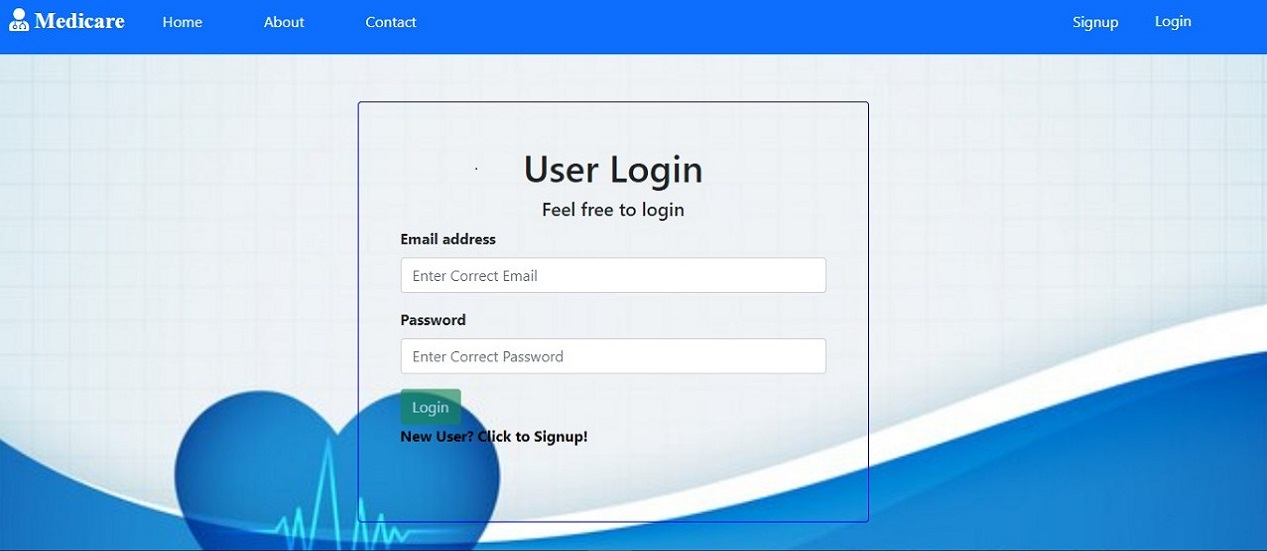 Medicare Home About Contact Signup Login
User Login
Feel free to login
Email address
Enter Correct Email
Password
Enter Correct Password
Login
New User? Click to Signup!